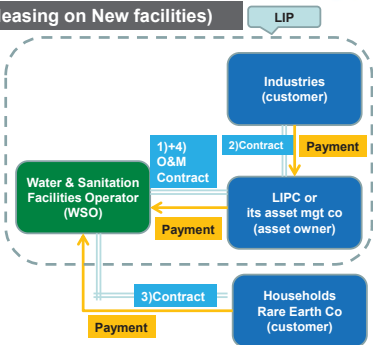 leasing on New facilities)
LIP
Industries
(customer)
1)+4)
O&M
Contract
2)Contract
Payment
Water & Sanitation
Facilities Operator
(WSO)
LIPC or
its asset mgt co
(asset owner)
Payment
3)Contract
Households
Rare Earth Co
(customer)
Payment